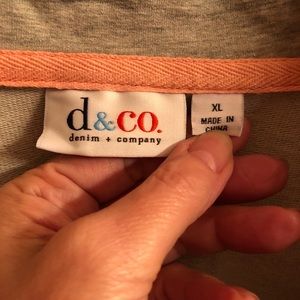 d&co.
denim + company
XL
MADE IN
CHINA